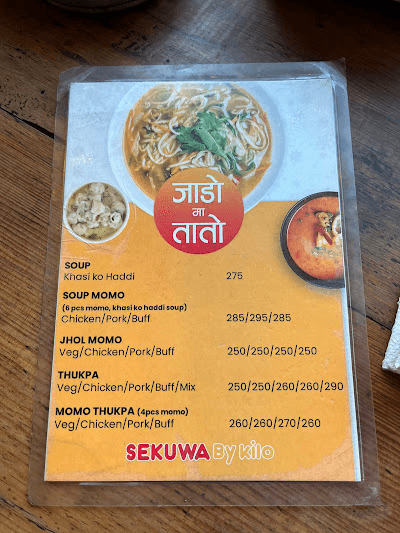 जाडो
मा
तातो
SOUP
Khasi ko Haddi 275
SOUP MOMO
(6 pcs momo, khasi ko haddi soup)
Chicken/Pork/Buff 285/295/285
JHOL MOMO
Veg/Chicken/Pork/Buff 250/250/250/250
THUKPA
Veg/Chicken/Pork/Buff/Mix 250/250/260/260/290
MOMO THUKPA (4pcs momo)
Veg/Chicken/Pork/Buff 260/260/270/260
SEKUWA By Kilo